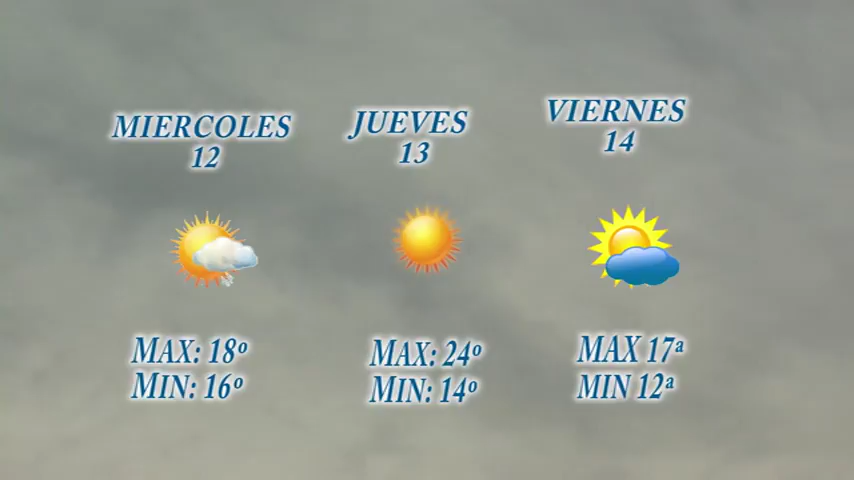 MIERCOLES
12
JUEVES
13
VIERNES
14
MAX: 18º
MIN: 16º
MAX: 24º
MIN: 14º
MAX 17ª
MIN 12ª